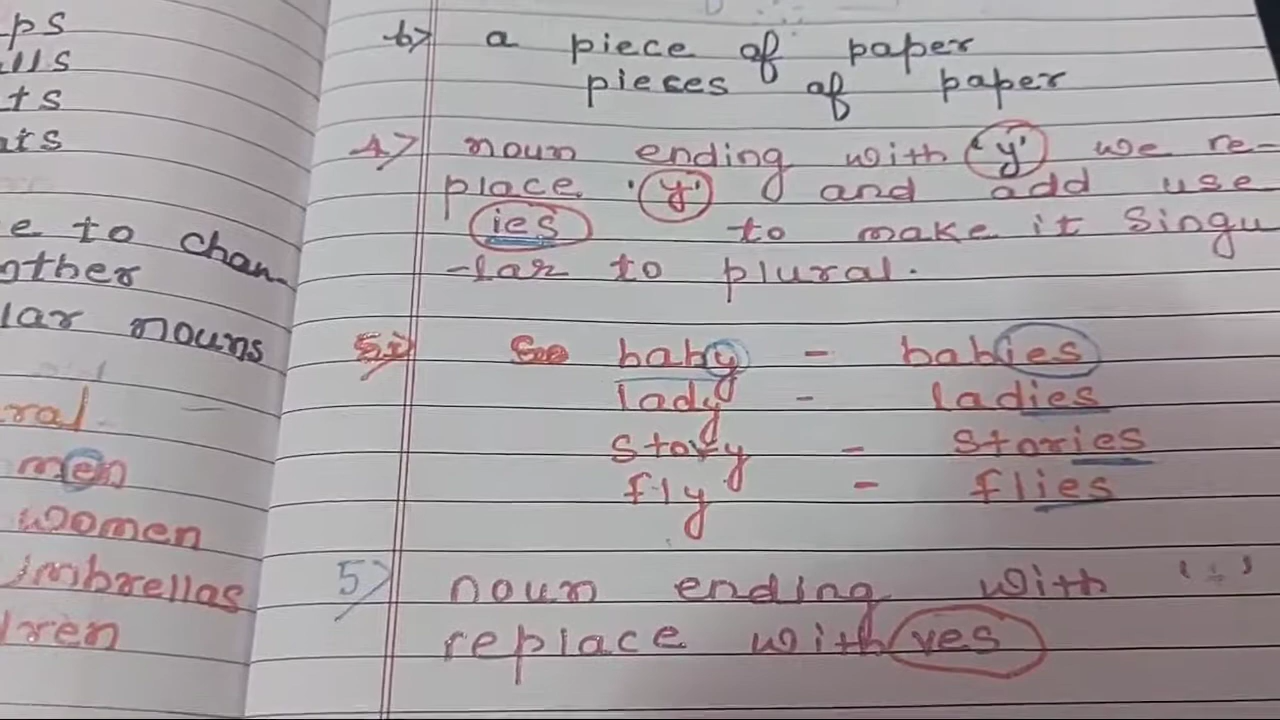 ps
ills
ts
ats
e to chan-
other
lar nouns
ral
men
women
umbrellas
ren
b> a piece of paper
pieces of paper
4> noun ending with 'y' we re-
place 'y' and add use
ies to make it Singu
-lar to plural.
baby - babies
lady - ladies
story - stories
fly - flies
5> noun ending with ' '
replace with ves